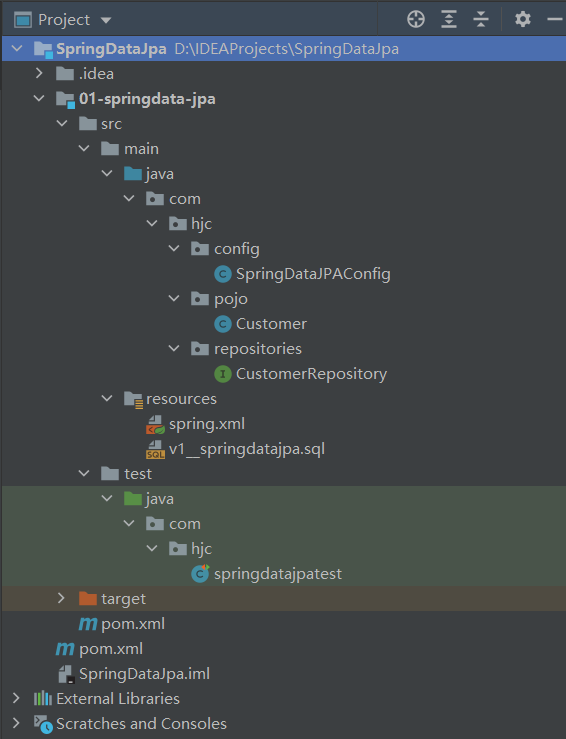 Project
SpringDataJpa D:\IDEAProjects\SpringDataJpa
.idea
01-springdata-jpa
src
main
java
com
hjc
config
C SpringDataJPAConfig
pojo
C Customer
repositories
I CustomerRepository
resources
spring.xml
SQL v1__springdatajpa.sql
test
java
com
hjc
C springdatajpatest
target
m pom.xml
m pom.xml
SpringDataJpa.iml
External Libraries
Scratches and Consoles